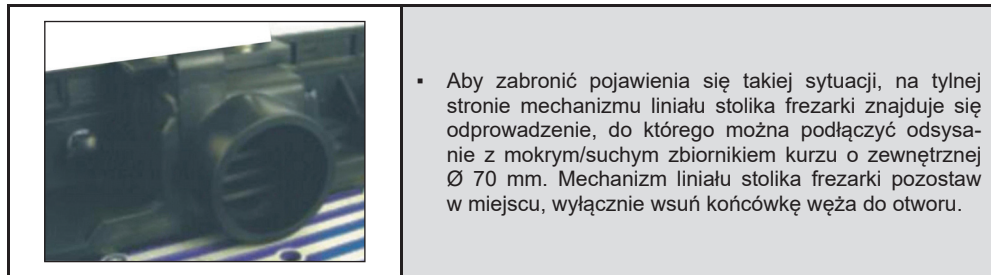 ▪ Aby zabronić pojawienia się takiej sytuacji, na tylnej
stronie mechanizmu liniału stolika frezarki znajduje się
odprowadzenie, do którego można podłączyć odsysa-
nie z mokrym/suchym zbiornikiem kurzu o zewnętrznej
Ø 70 mm. Mechanizm liniału stolika frezarki pozostaw
w miejscu, wyłącznie wsuń końcówkę węża do otworu.